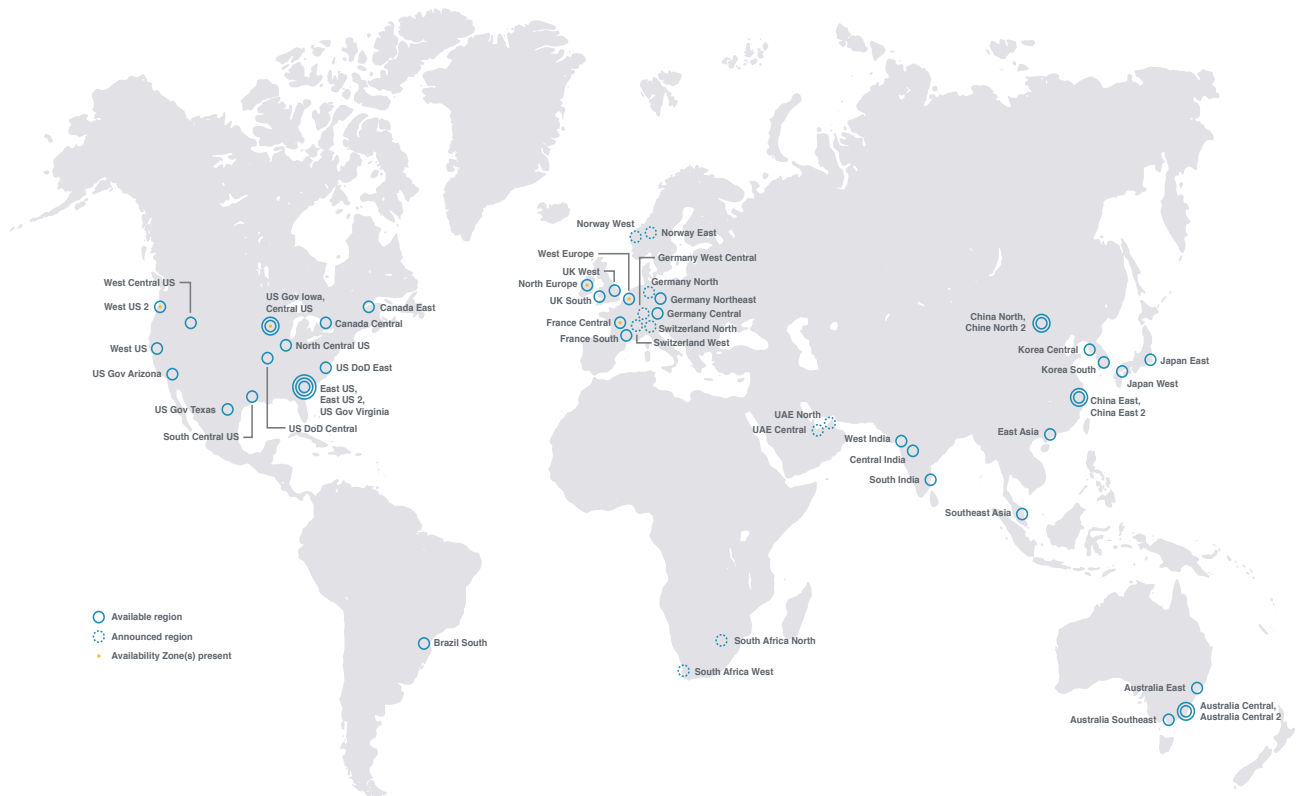 West Central US
West US 2
US Gov Iowa,
Central US
Canada East
Canada Central
North Central US
West US
US Gov Arizona
US DoD East
East US,
East US 2,
US Gov Virginia
US Gov Texas
South Central US
US DoD Central
Brazil South
Norway West
Norway East
West Europe
Germany West Central
UK West
North Europe
Germany North
UK South
Germany Northeast
Germany Central
France Central
Switzerland North
France South
Switzerland West
UAE North
UAE Central
South Africa North
South Africa West
China North,
Chine North 2
Korea Central
Korea South
Japan East
Japan West
China East,
China East 2
East Asia
West India
Central India
South India
Southeast Asia
Australia East
Australia Central,
Australia Central 2
Australia Southeast
Available region
Announced region
Availability Zone(s) present